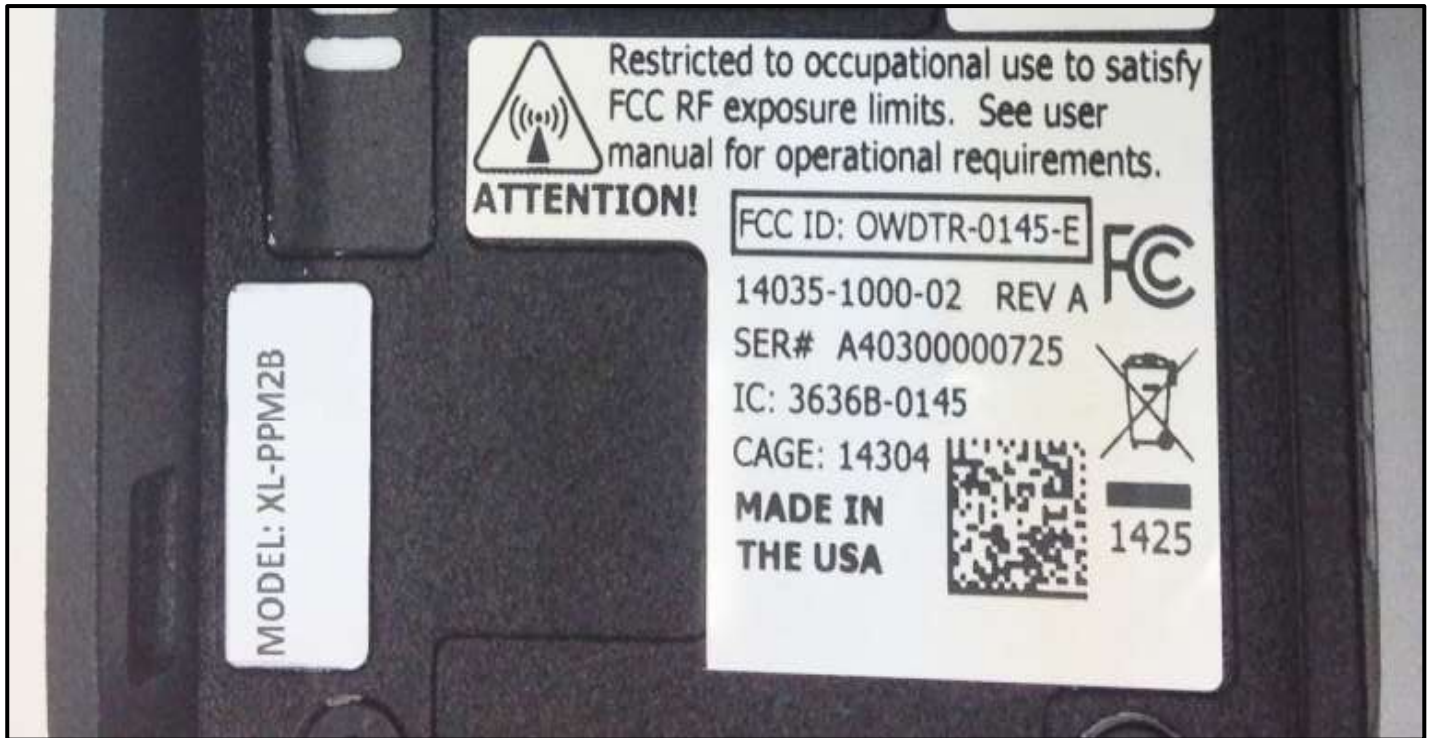 Restricted to occupational use to satisfy
FCC RF exposure limits.  See user
manual for operational requirements.
ATTENTION!
FCC ID: OWDTR-0145-E
FC
14035-1000-02 REV A
SER# A40300000725
IC: 3636B-0145
CAGE: 14304
MADE IN
THE USA
1425
MODEL: XL-PPM2B